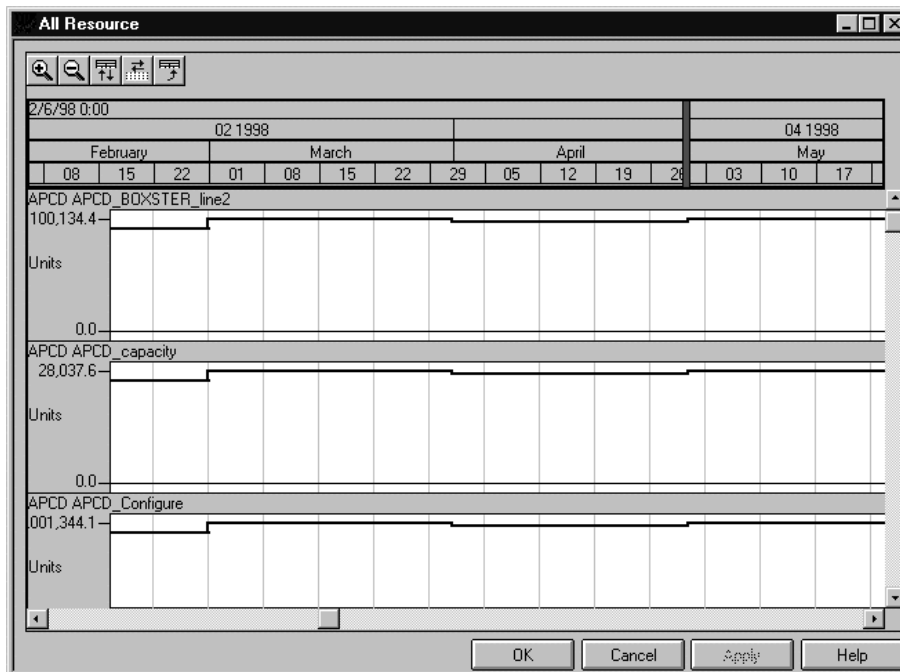 All Resource
2/6/98 0:00
02 1998 04 1998
February March April May
08 15 22 01 08 15 22 29 05 12 19 26 03 10 17
APCD APCD_BOXSTER_line2
100,134.4
Units
0.0
APCD APCD_capacity
28,037.6
Units
0.0
APCD APCD_Configure
001,344.1
Units
OK Cancel Apply Help